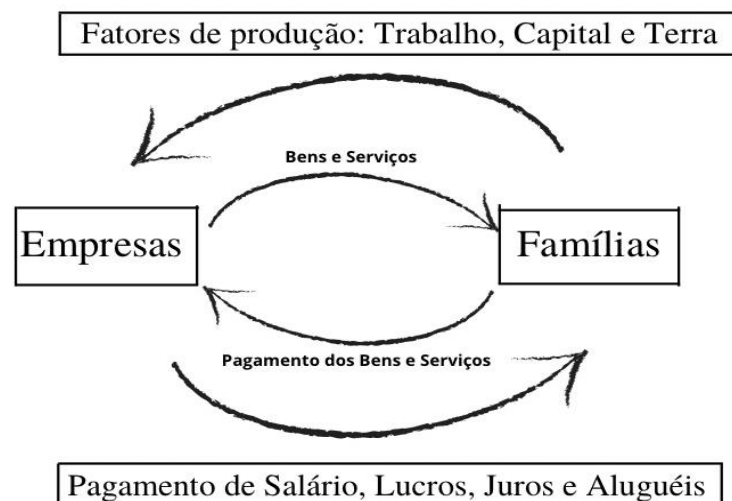 Fatores de produção: Trabalho, Capital e Terra
Bens e Serviços
Empresas
Famílias
Pagamento dos Bens e Serviços
Pagamento de Salário, Lucros, Juros e Aluguéis